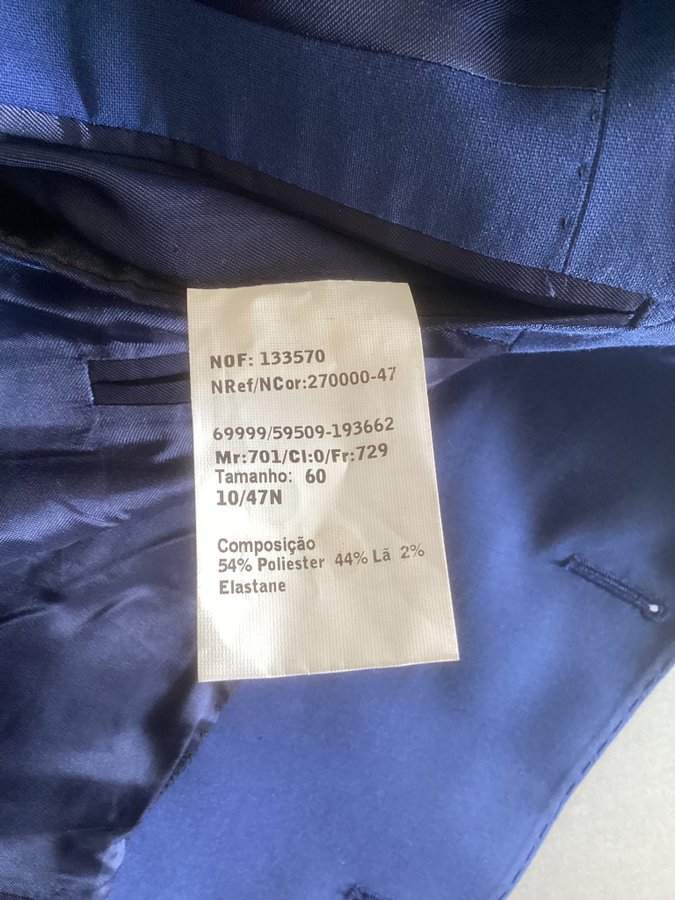 NOF: 133570
NRef/NCor:270000-47
69999/59509-193662
Mr:701/Cl:0/Fr:729
Tamanho: 60
10/47N
Composição
54% Poliester 44% Lã 2%
Elastane